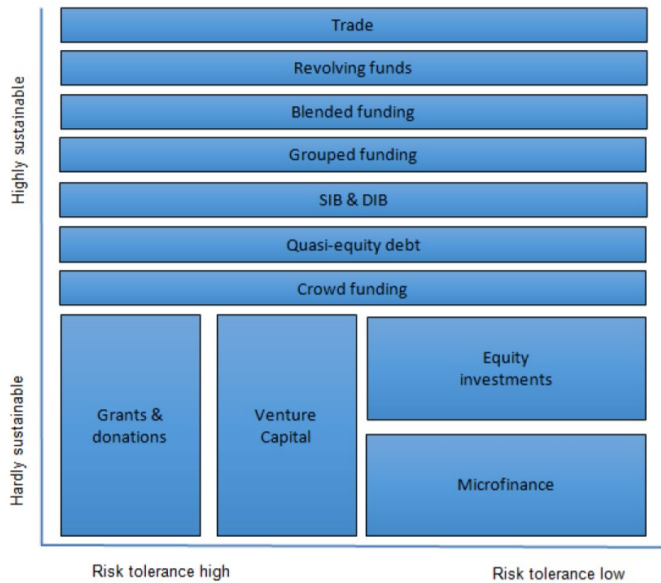 Trade
Revolving funds
Blended funding
Grouped funding
SIB & DIB
Quasi-equity debt
Crowd funding
Grants &
donations
Venture
Capital
Equity
investments
Microfinance
Highly sustainable
Hardly sustainable
Risk tolerance high
Risk tolerance low